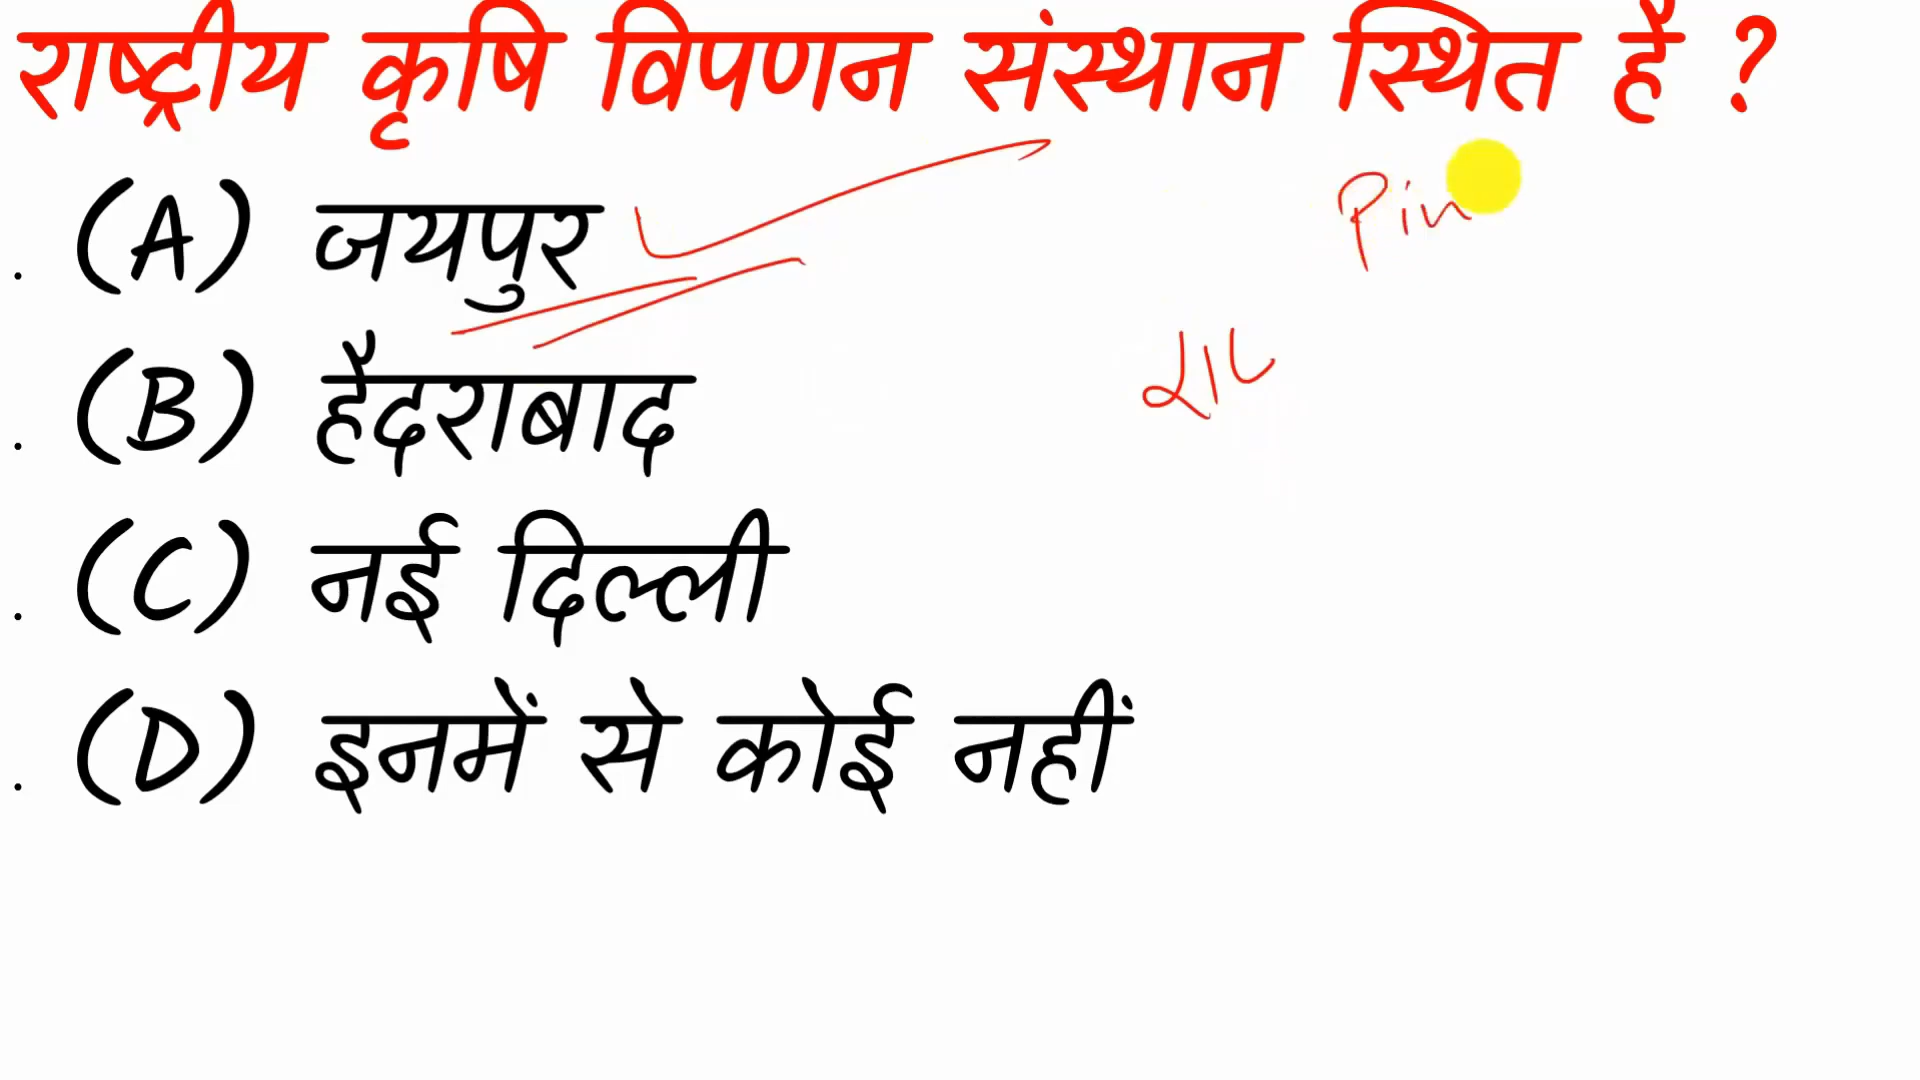 राष्ट्रीय कृषि विपणन संस्थान स्थित है ?
. (A) जयपुर
Pin
. (B) हैदराबाद
. (C) नई दिल्ली
. (D) इनमें से कोई नहीं